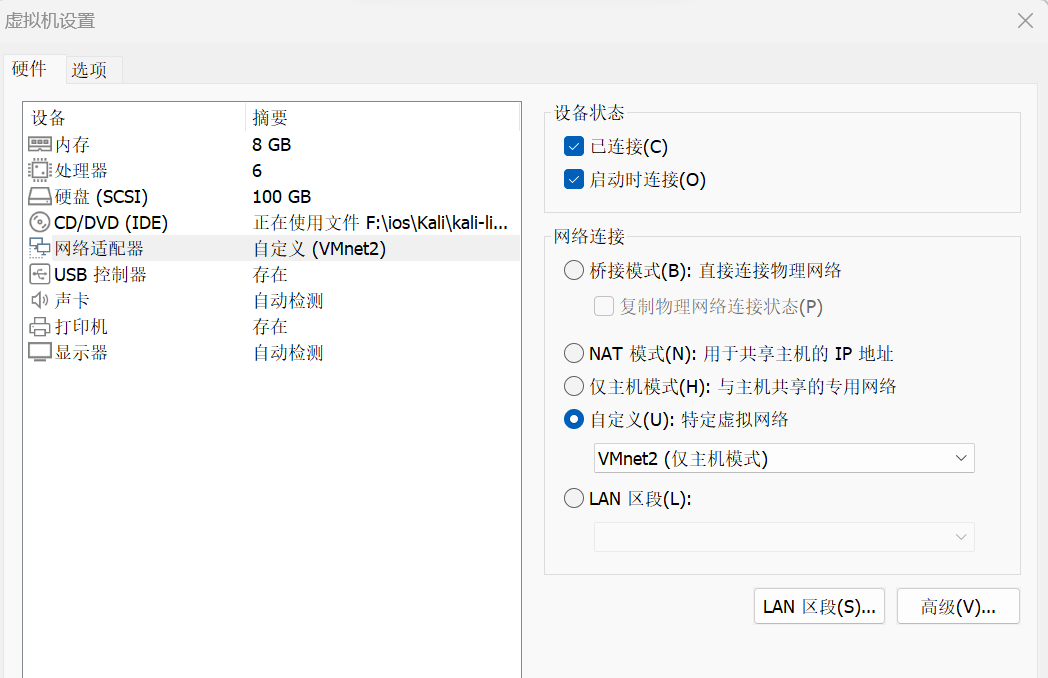 虚拟机设置
硬件 选项
设备 摘要
内存 8 GB
处理器 6
硬盘 (SCSI) 100 GB
CD/DVD (IDE) 正在使用文件 F:\ios\Kali\kali-li...
网络适配器 自定义 (VMnet2)
USB 控制器 存在
声卡 自动检测
打印机 存在
显示器 自动检测
设备状态
已连接(C)
启动时连接(O)
网络连接
桥接模式(B): 直接连接物理网络
复制物理网络连接状态(P)
NAT 模式(N): 用于共享主机的 IP 地址
仅主机模式(H): 与主机共享的专用网络
自定义(U): 特定虚拟网络
VMnet2 (仅主机模式)
LAN 区段(L):
LAN 区段(S)... 高级(V)...